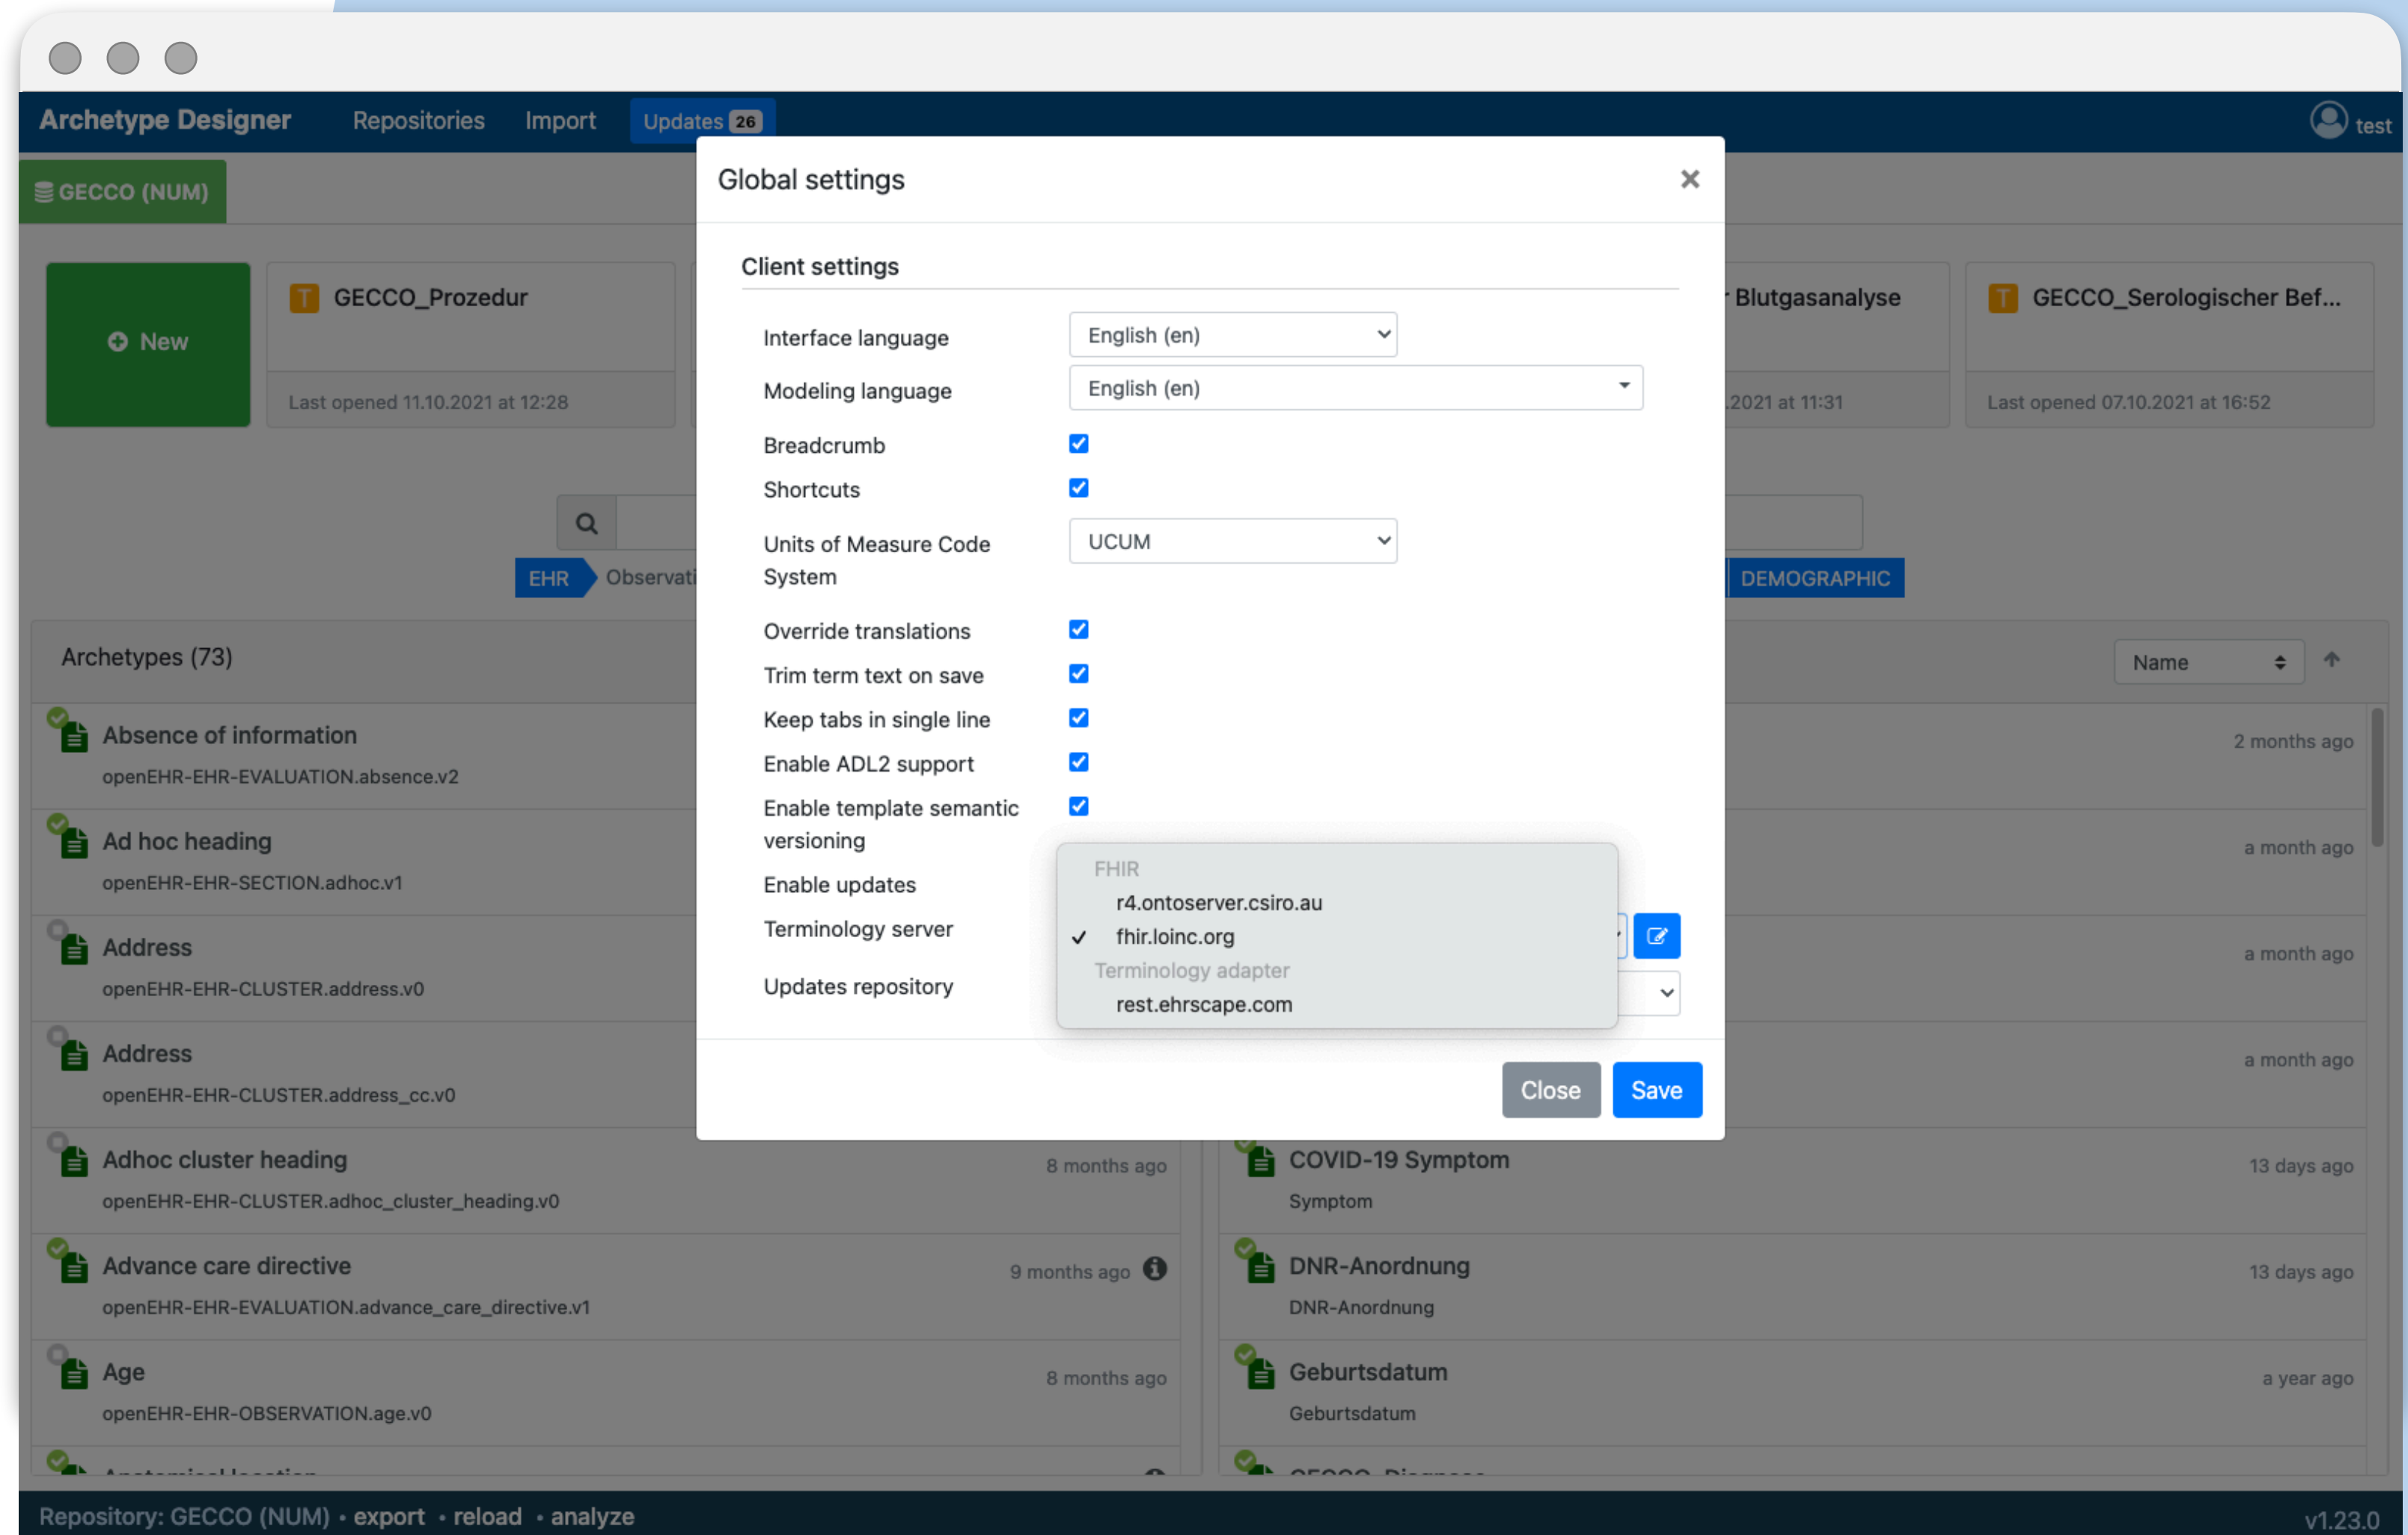 Archetype Designer
Repositories
Import
Updates 26
test
GECCO (NUM)
New
GECCO_Prozedur
Last opened 11.10.2021 at 12:28
Blutgasanalyse
.2021 at 11:31
GECCO_Serologischer Bef...
Last opened 07.10.2021 at 16:52
EHR
Observati
DEMOGRAPHIC
Global settings
Client settings
Interface language
English (en)
Modeling language
English (en)
Breadcrumb
Shortcuts
Units of Measure Code
System
UCUM
Override translations
Trim term text on save
Keep tabs in single line
Enable ADL2 support
Enable template semantic
versioning
Enable updates
Terminology server
Updates repository
FHIR
r4.ontoserver.csiro.au
fhir.loinc.org
Terminology adapter
rest.ehrscape.com
Close
Save
Archetypes (73)
Absence of information
openEHR-EHR-EVALUATION.absence.v2
Ad hoc heading
openEHR-EHR-SECTION.adhoc.v1
Address
openEHR-EHR-CLUSTER.address.v0
Address
openEHR-EHR-CLUSTER.address_cc.v0
Adhoc cluster heading
8 months ago
openEHR-EHR-CLUSTER.adhoc_cluster_heading.v0
Advance care directive
9 months ago
openEHR-EHR-EVALUATION.advance_care_directive.v1
Age
8 months ago
openEHR-EHR-OBSERVATION.age.v0
Name
2 months ago
a month ago
a month ago
a month ago
COVID-19 Symptom
13 days ago
Symptom
DNR-Anordnung
13 days ago
DNR-Anordnung
Geburtsdatum
a year ago
Geburtsdatum
Repository: GECCO (NUM) • export • reload • analyze
v1.23.0